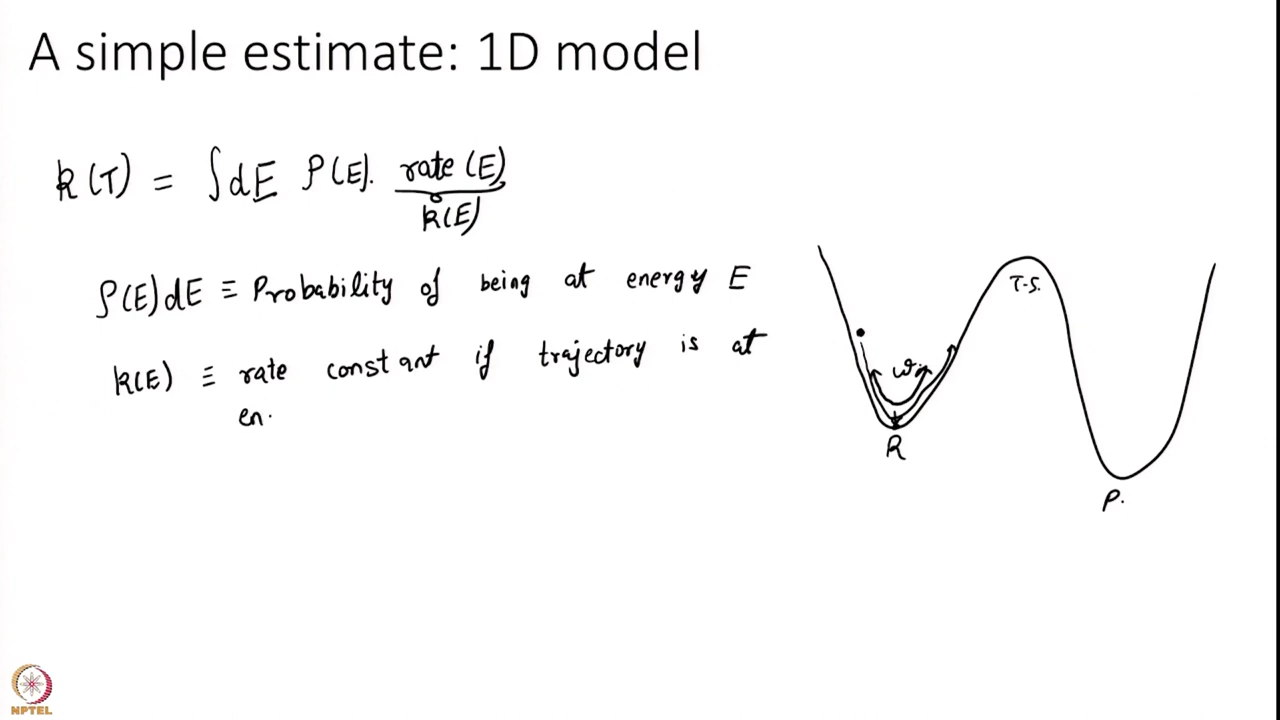 A simple estimate: 1D model
k(T) = ∫dE ρ(E). rate(E)
k(E)
ρ(E)dE ≡ Probability of being at energy E
k(E) ≡ rate constant if trajectory is at
en.
T.S.
ω
R
P.
NPTEL